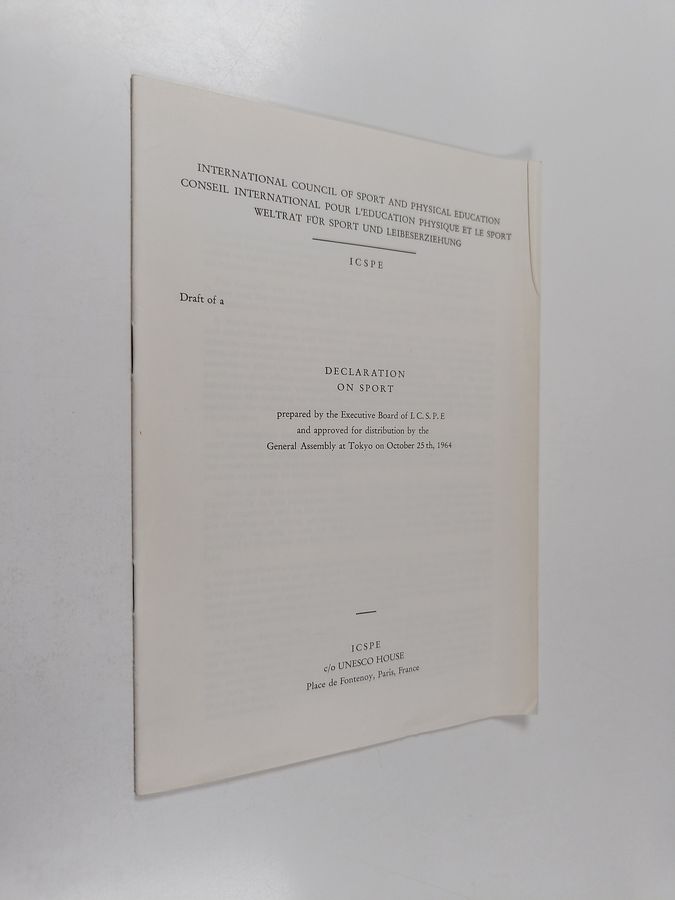 INTERNATIONAL COUNCIL OF SPORT AND PHYSICAL EDUCATION
CONSEIL INTERNATIONAL POUR L'EDUCATION PHYSIQUE ET LE SPORT
WELTRAT FÜR SPORT UND LEIBESERZIEHUNG
ICSPE
Draft of a
DECLARATION
ON SPORT
prepared by the Executive Board of I. C. S. P. E
and approved for distribution by the
General Assembly at Tokyo on October 25th, 1964
ICSPE
c/o UNESCO HOUSE
Place de Fontenoy, Paris, France